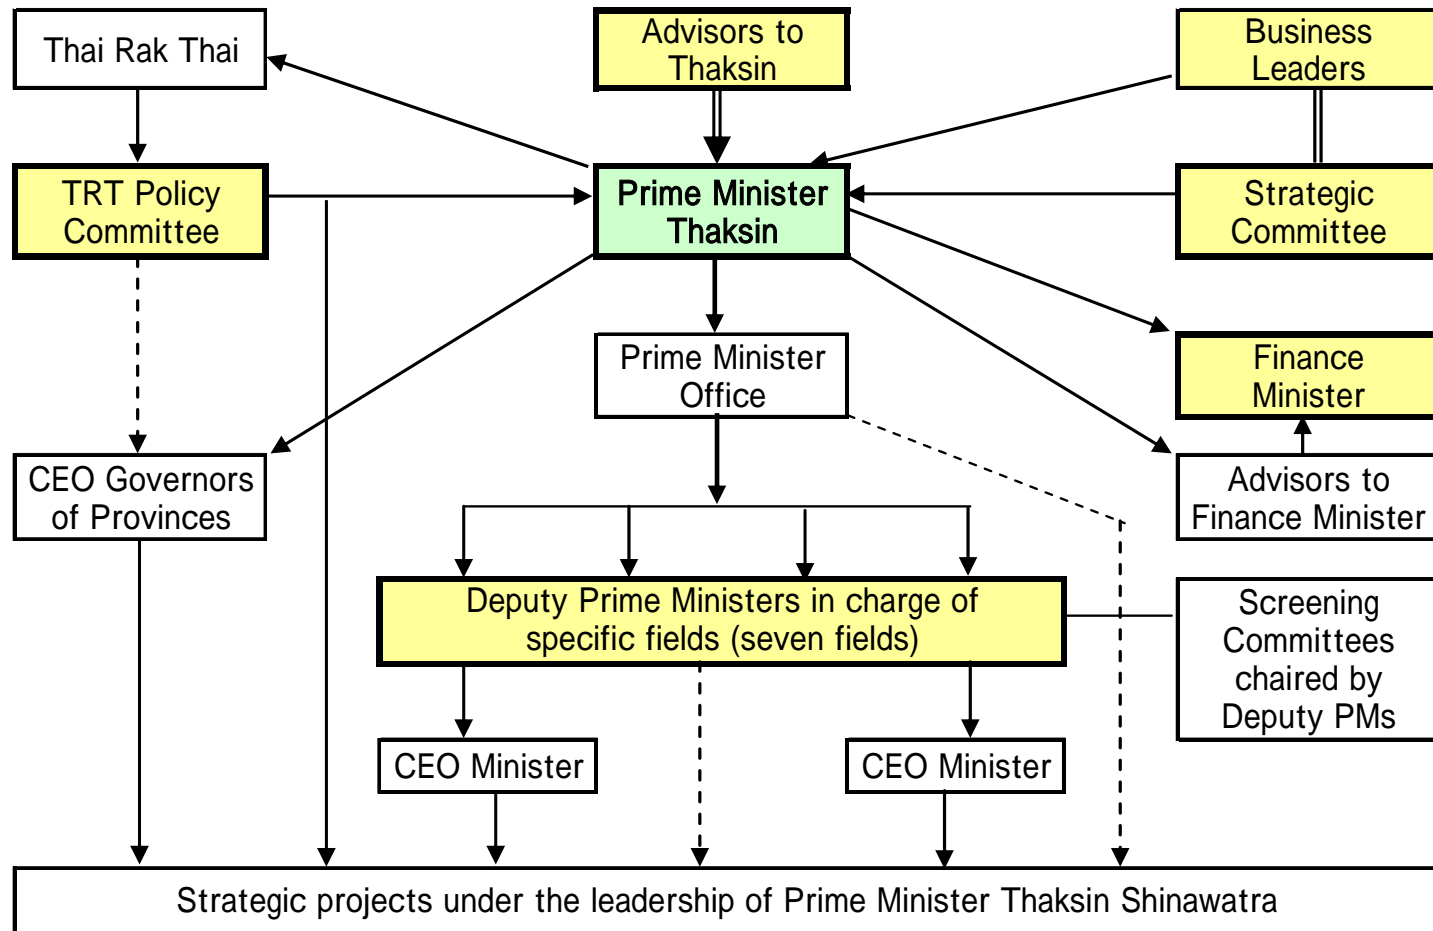 Thai Rak Thai
Advisors to
Thaksin
Business
Leaders
TRT Policy
Committee
Prime Minister
Thaksin
Strategic
Committee
Prime Minister
Office
Finance
Minister
CEO Governors
of Provinces
Advisors to
Finance Minister
Deputy Prime Ministers in charge of
specific fields (seven fields)
Screening
Committees
chaired by
Deputy PMs
CEO Minister
CEO Minister
Strategic projects under the leadership of Prime Minister Thaksin Shinawatra